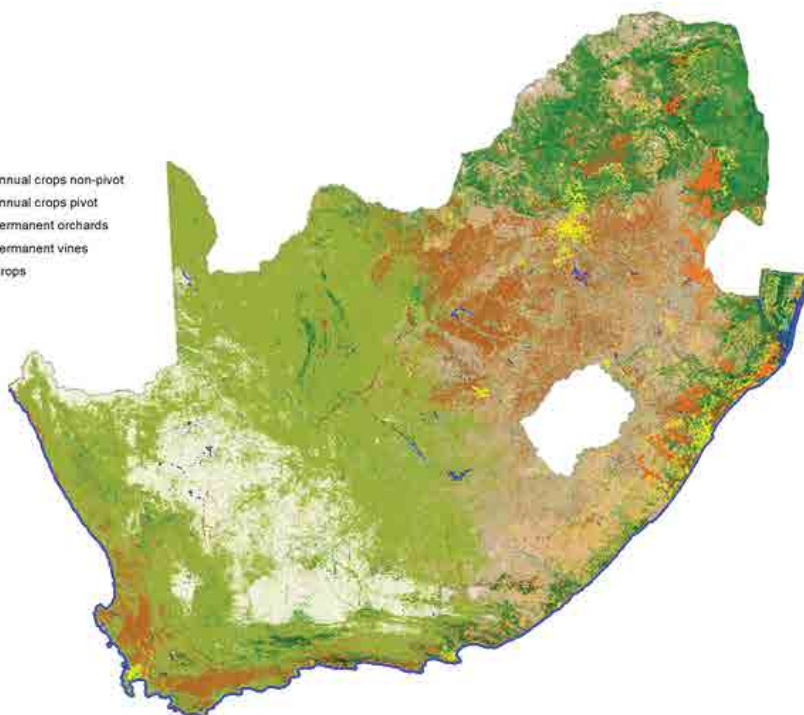 nnual crops non-pivot
nnual crops pivot
ermanent orchards
ermanent vines
rops